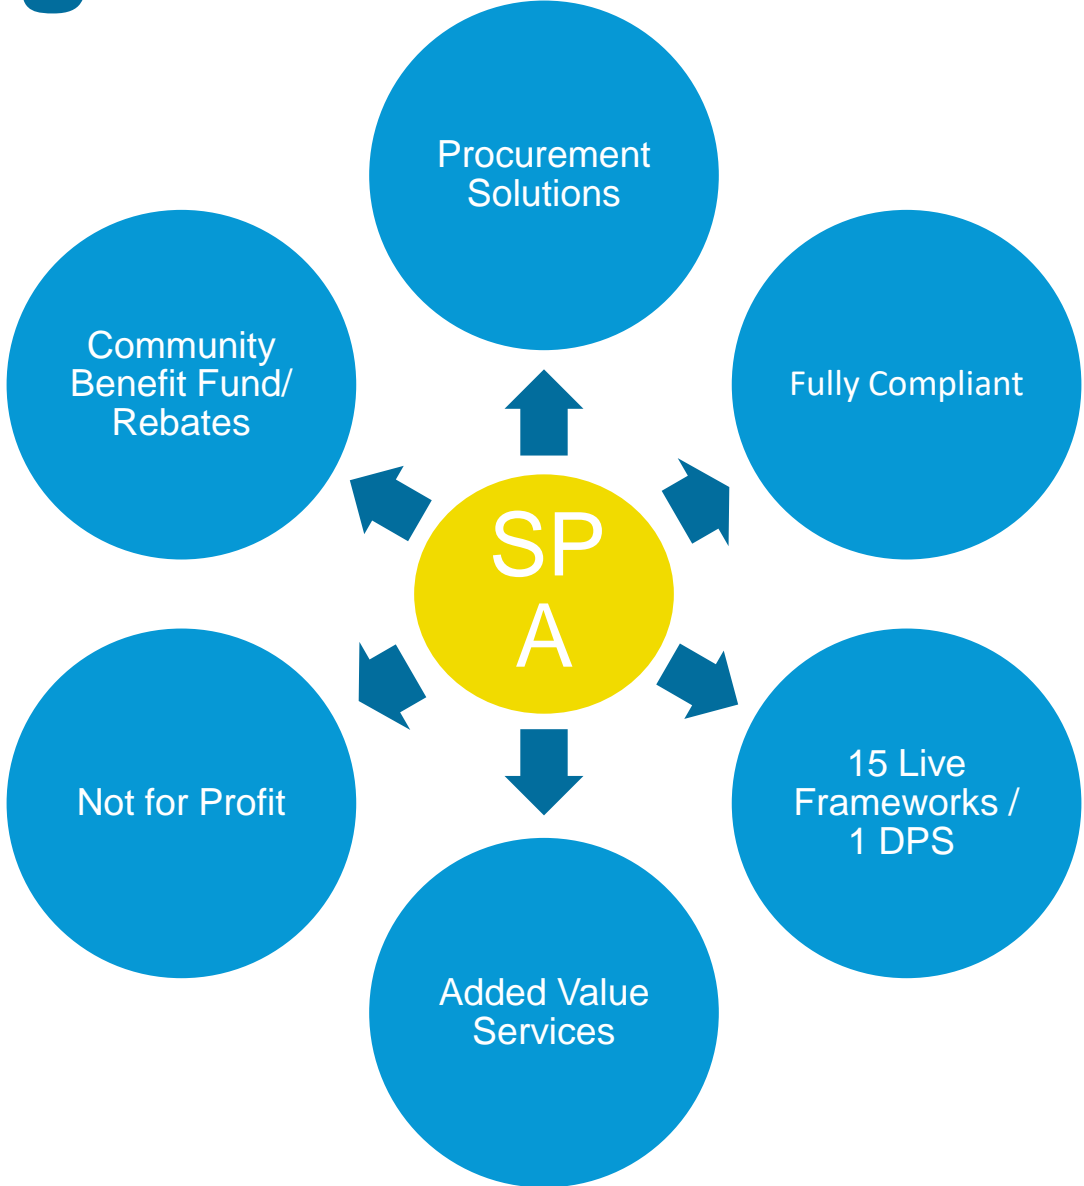 Procurement
Solutions
Fully Compliant
15 Live
Frameworks /
1 DPS
Added Value
Services
Not for Profit
Community
Benefit Fund/
Rebates
SP
A